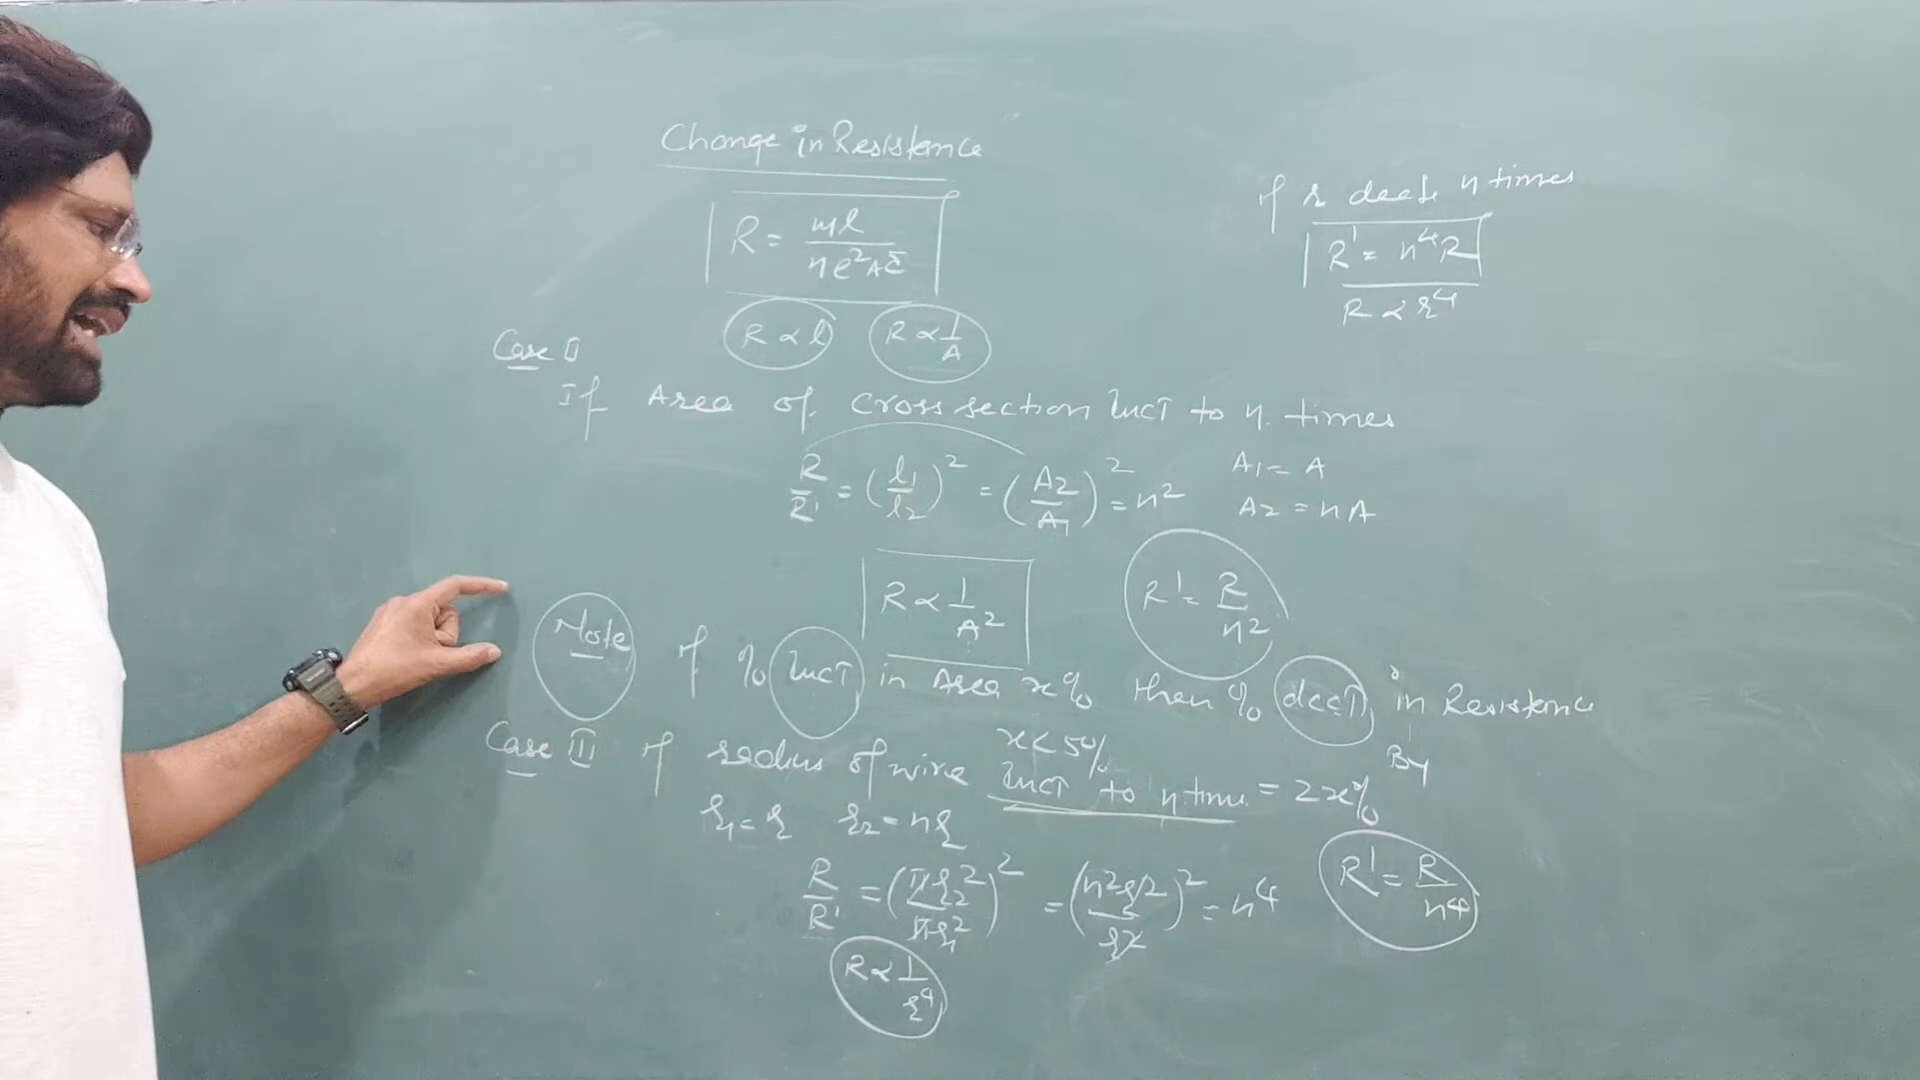 Change in Resistance
R = ml / ne²Aτ
R ∝ l R ∝ 1/A
if r decr. n times
R' = n⁴R
R ∝ r⁴
Case II
If Area of cross section Incr to n. times
R/R' = (l₁/l₂)² = (A₂/A₁)² = n²
A₁ = A
A₂ = nA
R ∝ 1/A² R' = R/n²
Note if % Incr in Area x% then % decr in Resistance
x < 5% By
= 2x%
Case III if radius of wire Incr to n time
r₁ = r r₂ = nr
R/R' = (πr₂²/πr₁²)² = (n²r²/r²)² = n⁴ R' = R/n⁴
R ∝ 1/r⁴